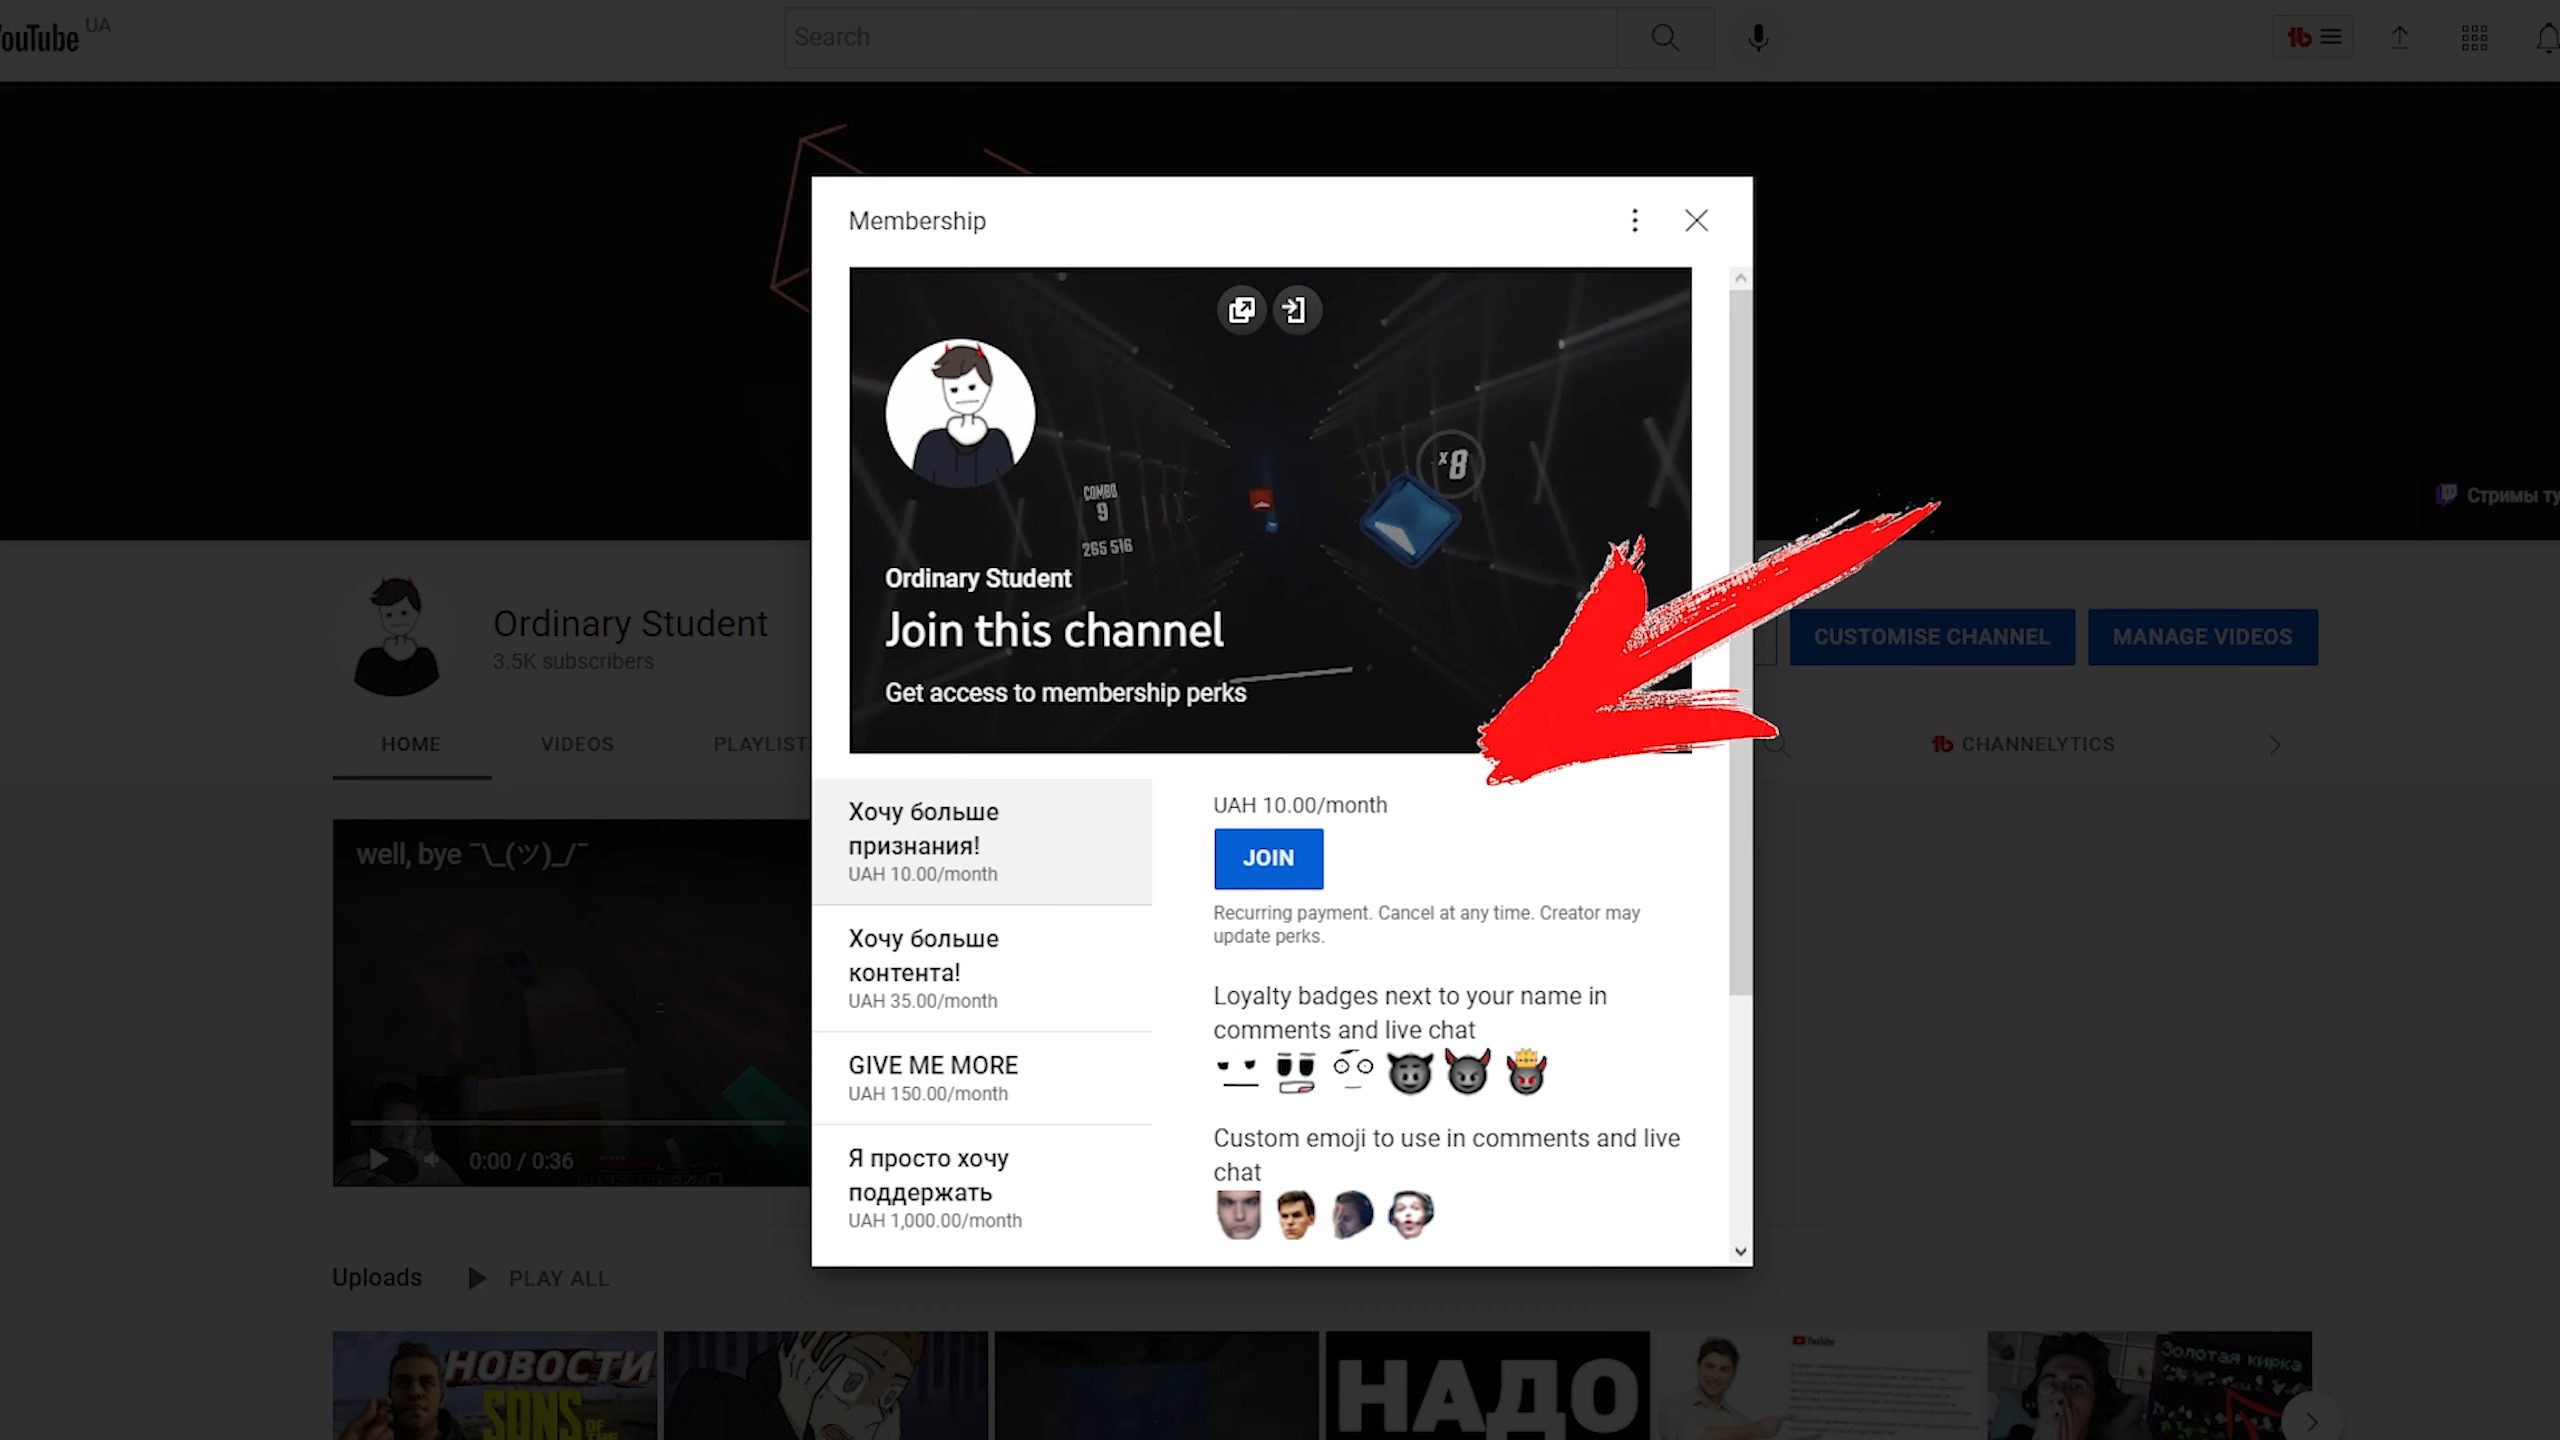 YouTube UA
Search
Membership
COMBO
9
265 516
x8
Ordinary Student
Join this channel
Get access to membership perks
Стримы
Ordinary Student
3.5K subscribers
CUSTOMISE CHANNEL
MANAGE VIDEOS
HOME
VIDEOS
PLAYLIST
CHANNELYTICS
well, bye ¯\_(ツ)_/¯
0:00 / 0:36
Хочу больше
признания!
UAH 10.00/month
Хочу больше
контента!
UAH 35.00/month
GIVE ME MORE
UAH 150.00/month
Я просто хочу
поддержать
UAH 1,000.00/month
UAH 10.00/month
JOIN
Recurring payment. Cancel at any time. Creator may
update perks.
Loyalty badges next to your name in
comments and live chat
Custom emoji to use in comments and live
chat
Uploads
PLAY ALL
НОВОСТИ
SONS
OF
НАДО
YouTube
Золотая кирка